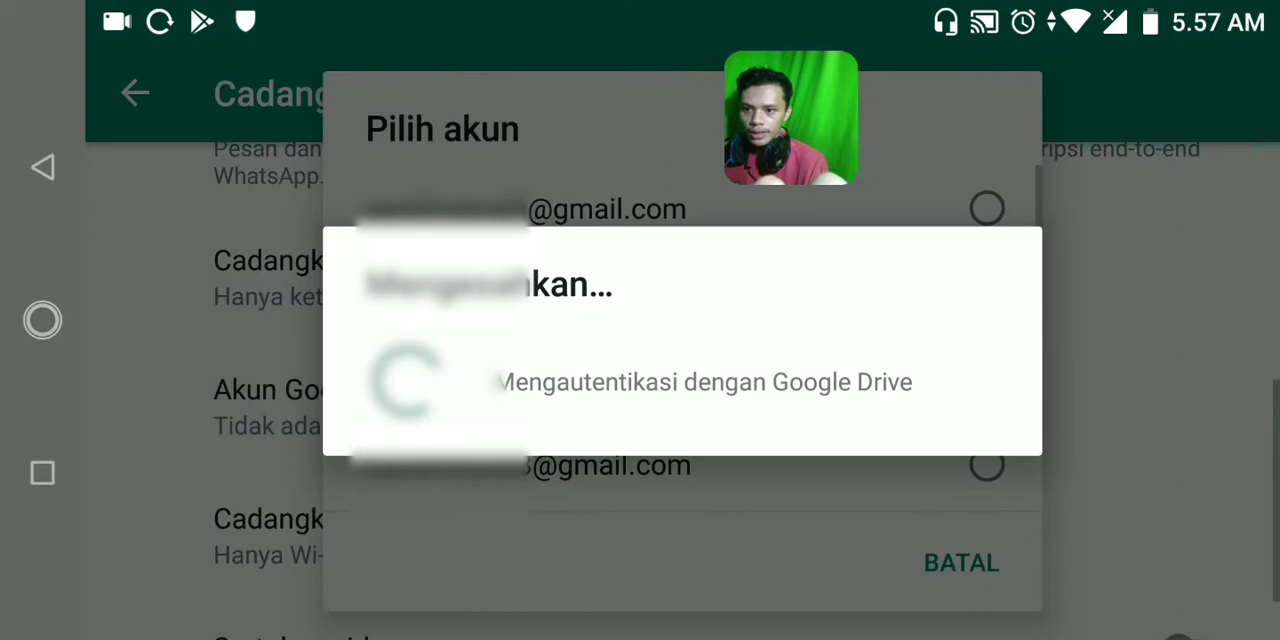 5.57 AM
Cadang
Pilih akun
Pesan dan
ripsi end-to-end
WhatsApp.
@gmail.com
Cadangk
Hanya ket
kan...
Akun Goo
Mengautentikasi dengan Google Drive
Tidak ada
@gmail.com
Cadangk
Hanya Wi-
BATAL